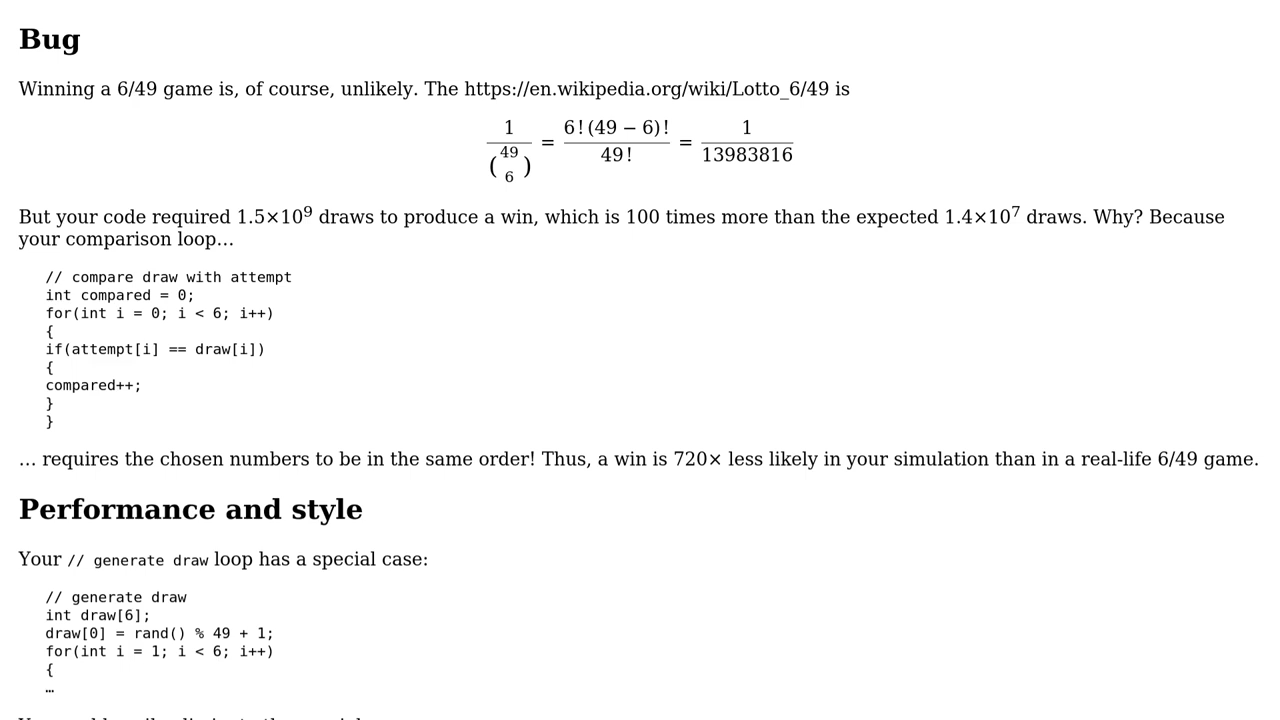 Bug
Winning a 6/49 game is, of course, unlikely. The https://en.wikipedia.org/wiki/Lotto_6/49 is
1/(49 6) = 6!(49 − 6)!/49! = 1/13983816
But your code required 1.5×10⁹ draws to produce a win, which is 100 times more than the expected 1.4×10⁷ draws. Why? Because
your comparison loop…
// compare draw with attempt
int compared = 0;
for(int i = 0; i < 6; i++)
{
if(attempt[i] == draw[i])
{
compared++;
}
}
… requires the chosen numbers to be in the same order! Thus, a win is 720× less likely in your simulation than in a real-life 6/49 game.
Performance and style
Your // generate draw loop has a special case:
// generate draw
int draw[6];
draw[0] = rand() % 49 + 1;
for(int i = 1; i < 6; i++)
{
…